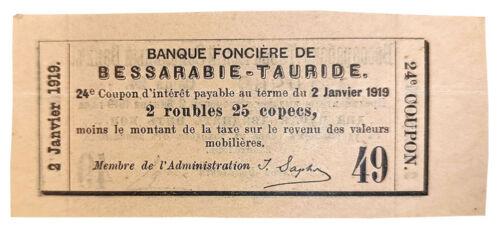 BANQUE FONCIÈRE DE
BESSARABIE-TAURIDE.
24e Coupon d'intérêt payable au terme du 2 Janvier 1919
2 roubles 25 copecs,
moins le montant de la taxe sur le revenu des valeurs
mobilières.
Membre de l'Administration
49
2 Janvier 1919.
24e COUPON.